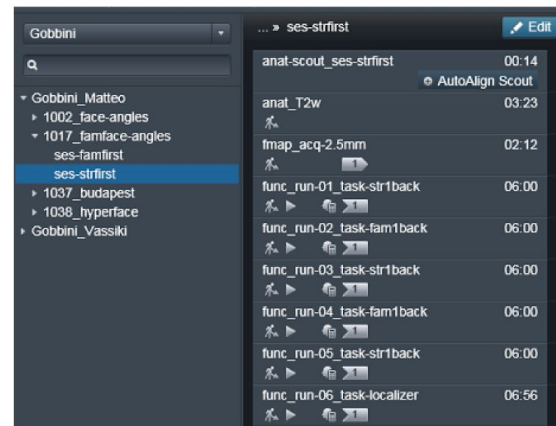 Gobbini
Gobbini_Matteo
1002_face-angles
1017_famface-angles
ses-famfirst
ses-strfirst
1037_budapest
1038_hyperface
Gobbini_Vassiki
... » ses-strfirst
Edit
anat-scout_ses-strfirst 00:14
AutoAlign Scout
anat_T2w 03:23
fmap_acq-2.5mm 02:12
1
func_run-01_task-str1back 06:00
1
func_run-02_task-fam1back 06:00
1
func_run-03_task-str1back 06:00
1
func_run-04_task-fam1back 06:00
1
func_run-05_task-str1back 06:00
1
func_run-06_task-localizer 06:56
1